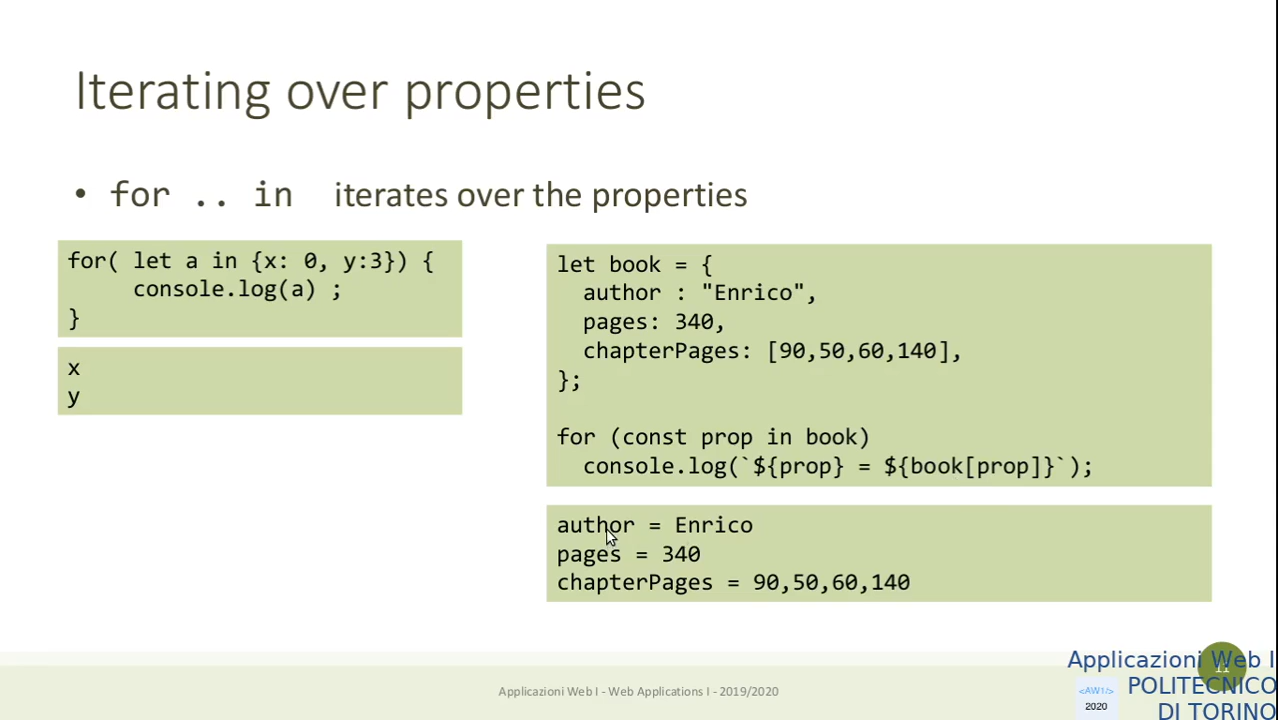 Iterating over properties
• for .. in iterates over the properties
for( let a in {x: 0, y:3}) {
console.log(a) ;
}
x
y
let book = {
author : "Enrico",
pages: 340,
chapterPages: [90,50,60,140],
};
for (const prop in book)
console.log(`${prop} = ${book[prop]}`);
author = Enrico
pages = 340
chapterPages = 90,50,60,140
Applicazioni Web I - Web Applications I - 2019/2020
11
Applicazioni Web I
POLITECNICO
DI TORINO
<AW1/>
2020